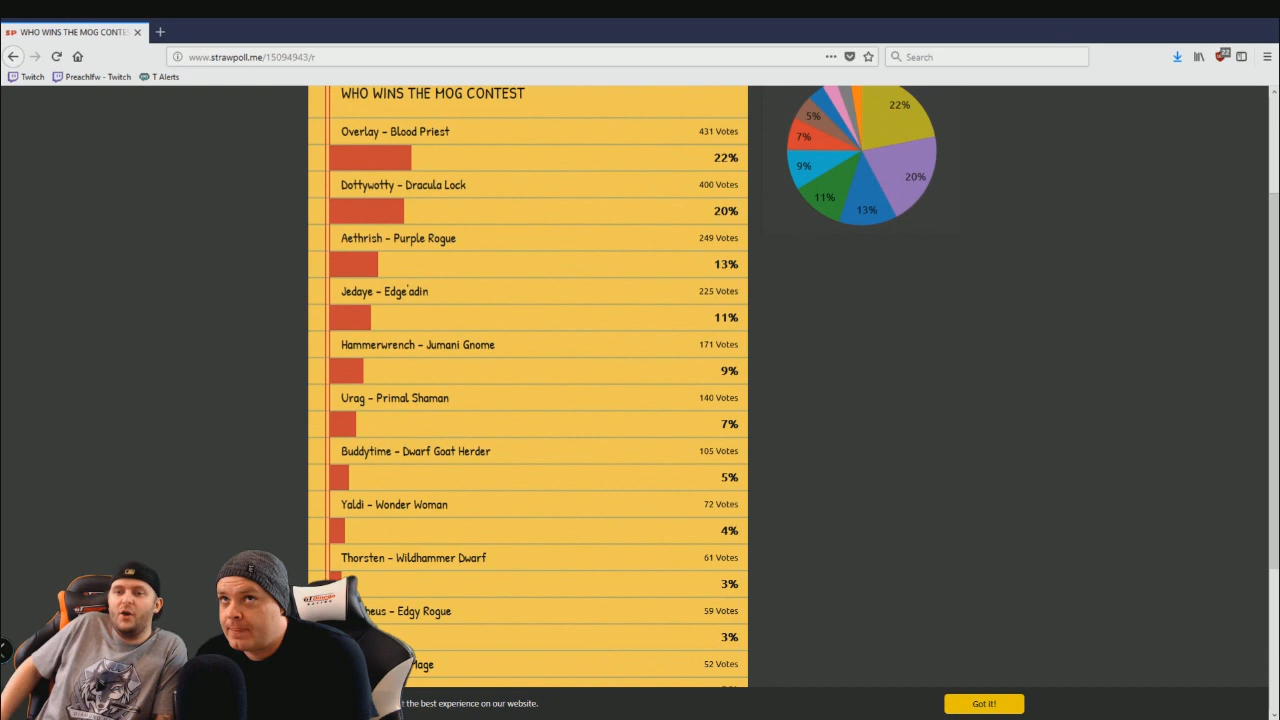 WHO WINS THE MOG CONTES
www.strawpoll.me/15094943/r
Search
22
Twitch
Preachlfw - Twitch
T Alerts
WHO WINS THE MOG CONTEST
Overlay - Blood Priest 431 Votes
22%
Dottywotty - Dracula Lock 400 Votes
20%
Aethrish - Purple Rogue 249 Votes
13%
Jedaye - Edge'adin 225 Votes
11%
Hammerwrench - Jumani Gnome 171 Votes
9%
Urag - Primal Shaman 140 Votes
7%
Buddytime - Dwarf Goat Herder 105 Votes
5%
Yaldi - Wonder Woman 72 Votes
4%
Thorsten - Wildhammer Dwarf 61 Votes
3%
heus - Edgy Rogue 59 Votes
3%
Mage 52 Votes
22%
20%
13%
11%
9%
7%
5%
t the best experience on our website.
Got it!